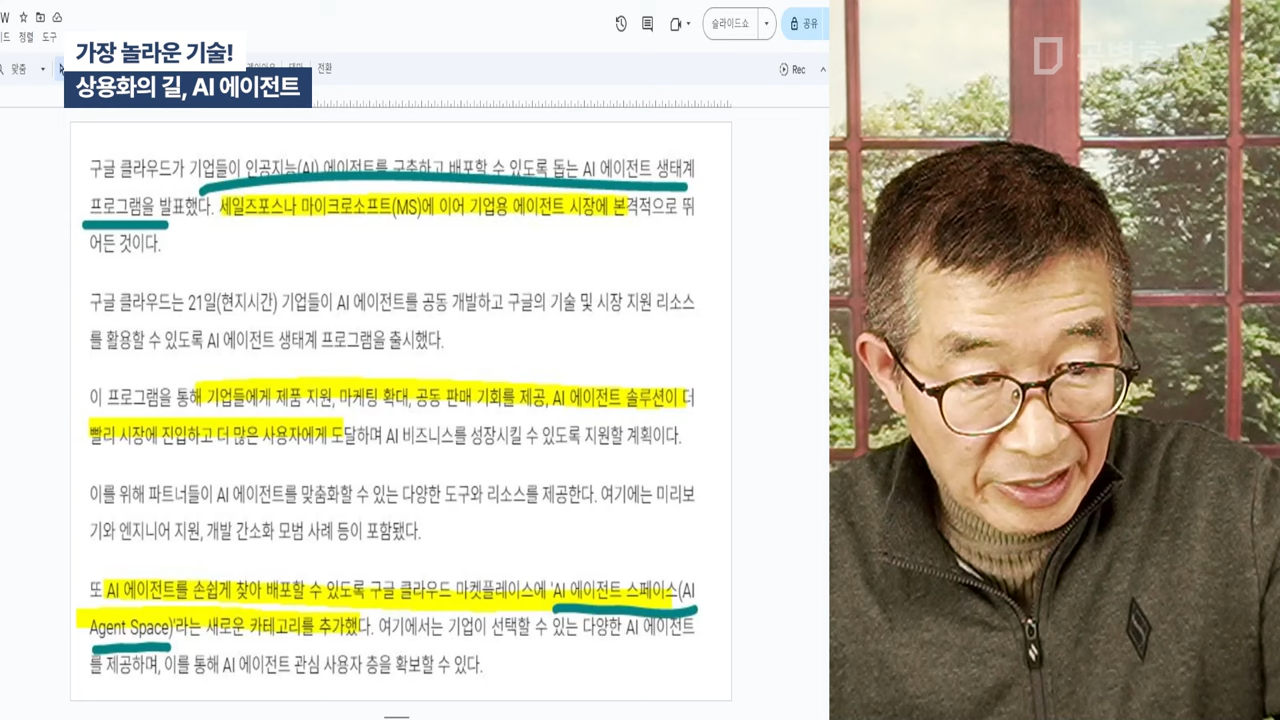 W
드 정렬 도구
맞춤
전환
슬라이드쇼
공유
Rec
가장 놀라운 기술!
상용화의 길, AI 에이전트
구글 클라우드가 기업들이 인공지능(AI) 에이전트를 구축하고 배포할 수 있도록 돕는 AI 에이전트 생태계
프로그램을 발표했다. 세일즈포스나 마이크로소프트(MS)에 이어 기업용 에이전트 시장에 본격적으로 뛰
어든 것이다.
구글 클라우드는 21일(현지시간) 기업들이 AI 에이전트를 공동 개발하고 구글의 기술 및 시장 지원 리소스
를 활용할 수 있도록 AI 에이전트 생태계 프로그램을 출시했다.
이 프로그램을 통해 기업들에게 제품 지원, 마케팅 확대, 공동 판매 기회를 제공, AI 에이전트 솔루션이 더
빨리 시장에 진입하고 더 많은 사용자에게 도달하며 AI 비즈니스를 성장시킬 수 있도록 지원할 계획이다.
이를 위해 파트너들이 AI 에이전트를 맞춤화할 수 있는 다양한 도구와 리소스를 제공한다. 여기에는 미리보
기와 엔지니어 지원, 개발 간소화 모범 사례 등이 포함됐다.
또 AI 에이전트를 손쉽게 찾아 배포할 수 있도록 구글 클라우드 마켓플레이스에 'AI 에이전트 스페이스(AI
Agent Space)'라는 새로운 카테고리를 추가했다. 여기에서는 기업이 선택할 수 있는 다양한 AI 에이전트
를 제공하며, 이를 통해 AI 에이전트 관심 사용자 층을 확보할 수 있다.